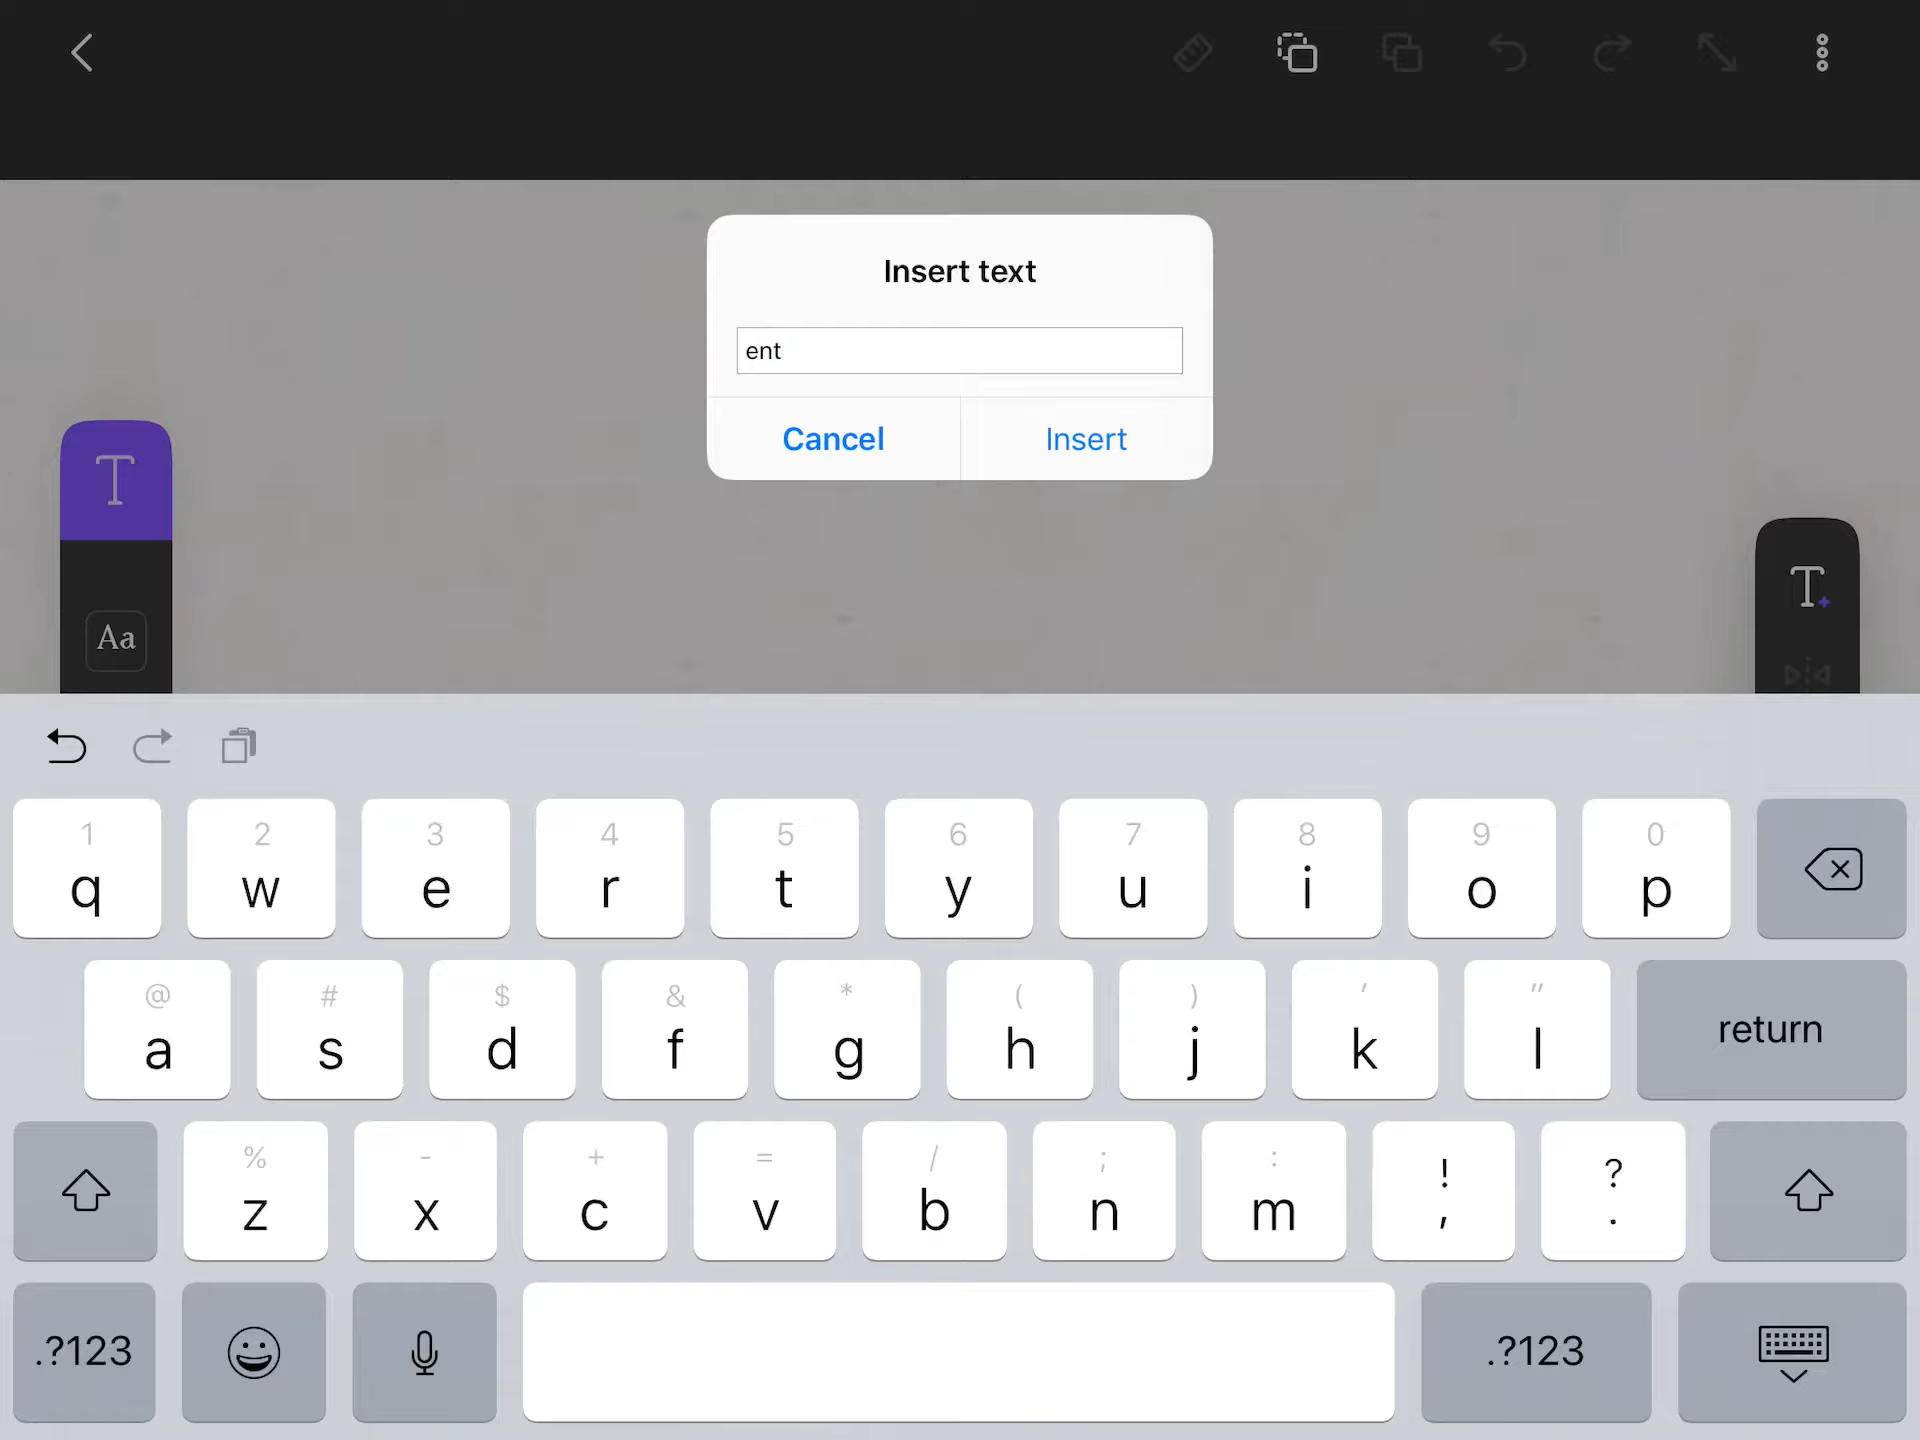 Insert text
ent
Cancel Insert
T
Aa
T
1 2 3 4 5 6 7 8 9 0
q w e r t y u i o p
@ # $ & * ( ) ' "
a s d f g h j k l return
% - + = / ; : ! ?
z x c v b n m , .
.?123 .?123